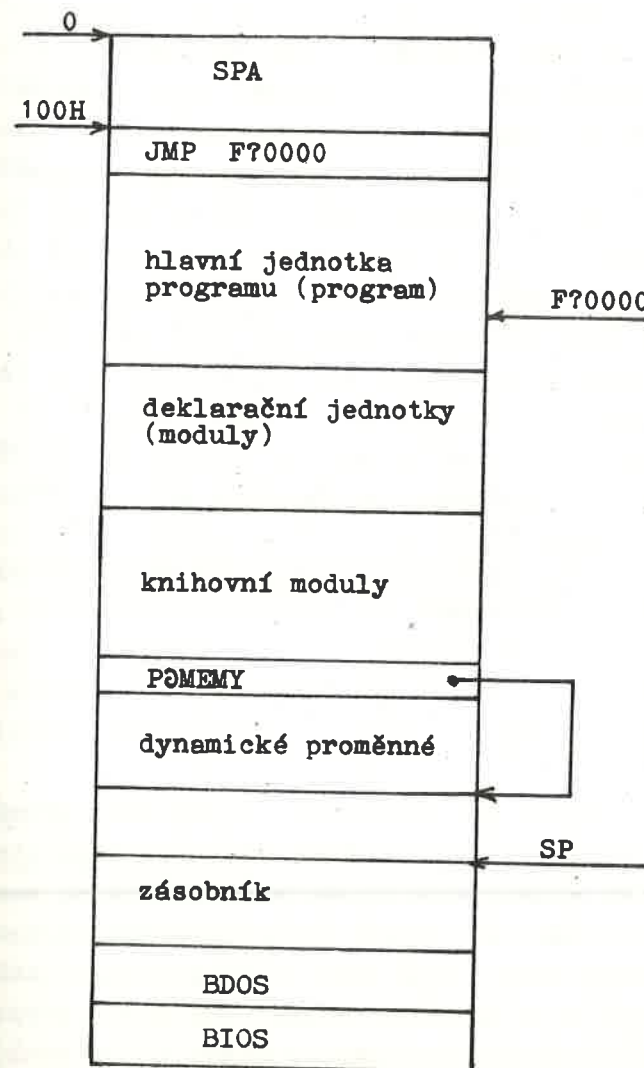 0
SPA
100H
JMP F?0000
hlavní jednotka
programu (program)
F?0000
deklarační jednotky
(moduly)
knihovní moduly
P∂MEMY
dynamické proměnné
SP
zásobník
BDOS
BIOS